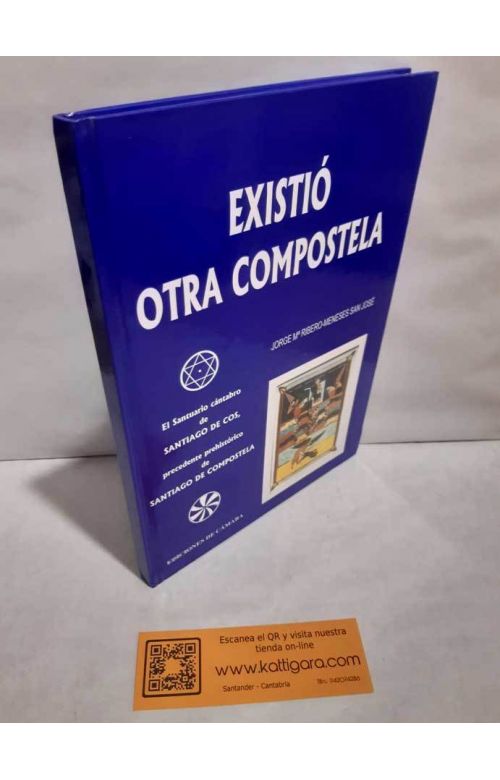 EXISTIÓ
OTRA COMPOSTELA
JORGE Mª RIBERO-MENESES SAN JOSÉ
El Santuario cántabro
de
SANTIAGO DE COS,
precedente prehistórico
de
SANTIAGO DE COMPOSTELA
EDICIONES DE CÁMARA
Escanea el QR y visita nuestra
tienda on-line
www.kattigara.com
Santander - Cantabria